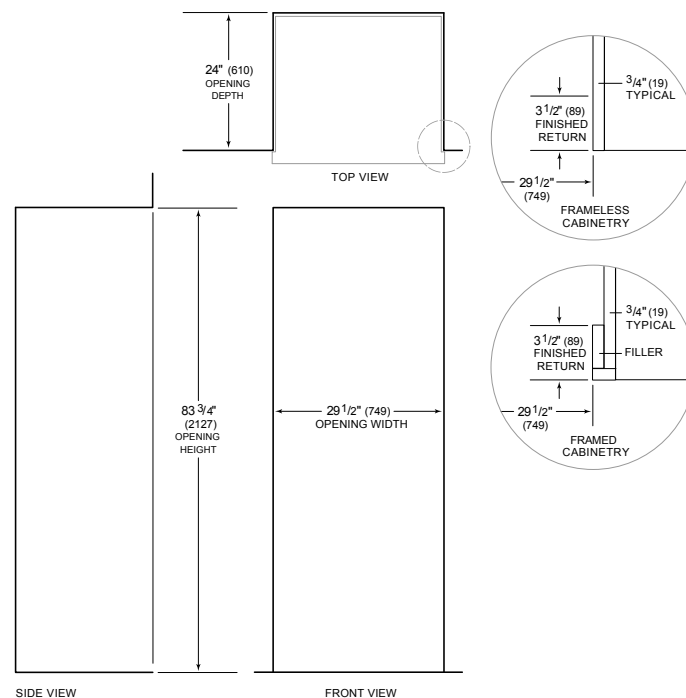 24" (610)
OPENING
DEPTH
TOP VIEW
3/4" (19)
TYPICAL
3 1/2" (89)
FINISHED
RETURN
29 1/2"
(749)
FRAMELESS
CABINETRY
3/4" (19)
TYPICAL
3 1/2" (89)
FINISHED
RETURN
FILLER
29 1/2"
(749)
FRAMED
CABINETRY
83 3/4"
(2127)
OPENING
HEIGHT
29 1/2" (749)
OPENING WIDTH
SIDE VIEW
FRONT VIEW